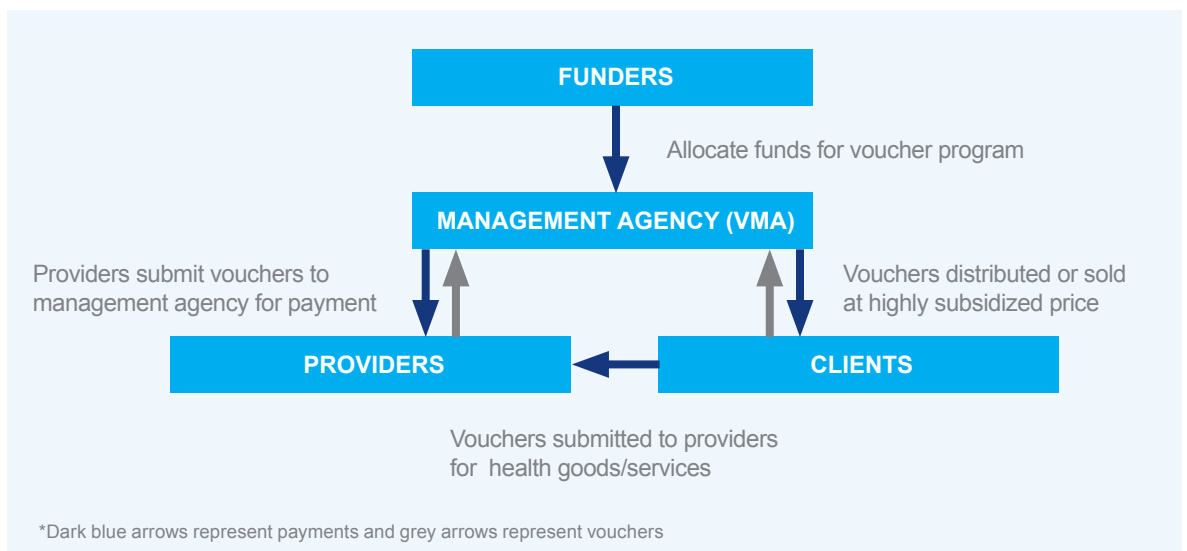 FUNDERS
Allocate funds for voucher program
MANAGEMENT AGENCY (VMA)
Providers submit vouchers to
management agency for payment
Vouchers distributed or sold
at highly subsidized price
PROVIDERS
CLIENTS
Vouchers submitted to providers
for health goods/services
*Dark blue arrows represent payments and grey arrows represent vouchers